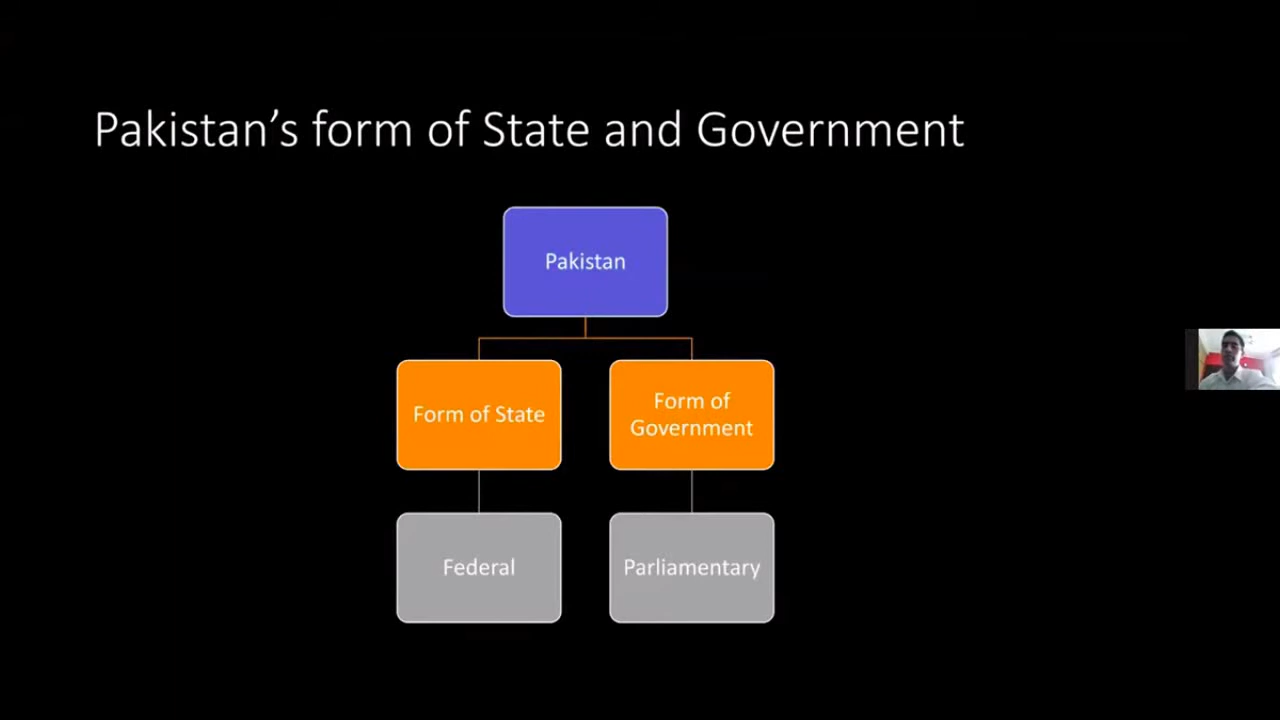 Pakistan’s form of State and Government
Pakistan
Form of State
Form of
Government
Federal
Parliamentary